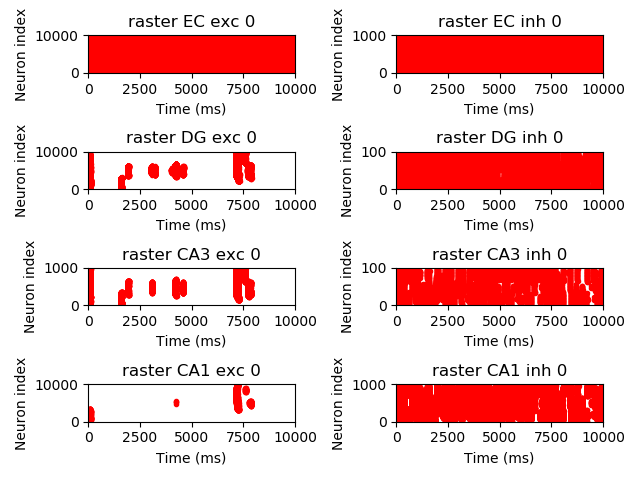 raster EC exc 0
10000
0
Neuron index
0 2500 5000 7500 10000
Time (ms)
raster EC inh 0
10000
0
Neuron index
0 2500 5000 7500 10000
Time (ms)
raster DG exc 0
10000
0
Neuron index
0 2500 5000 7500 10000
Time (ms)
raster DG inh 0
100
0
Neuron index
0 2500 5000 7500 10000
Time (ms)
raster CA3 exc 0
1000
0
Neuron index
0 2500 5000 7500 10000
Time (ms)
raster CA3 inh 0
100
0
Neuron index
0 2500 5000 7500 10000
Time (ms)
raster CA1 exc 0
10000
0
Neuron index
0 2500 5000 7500 10000
Time (ms)
raster CA1 inh 0
1000
0
Neuron index
0 2500 5000 7500 10000
Time (ms)